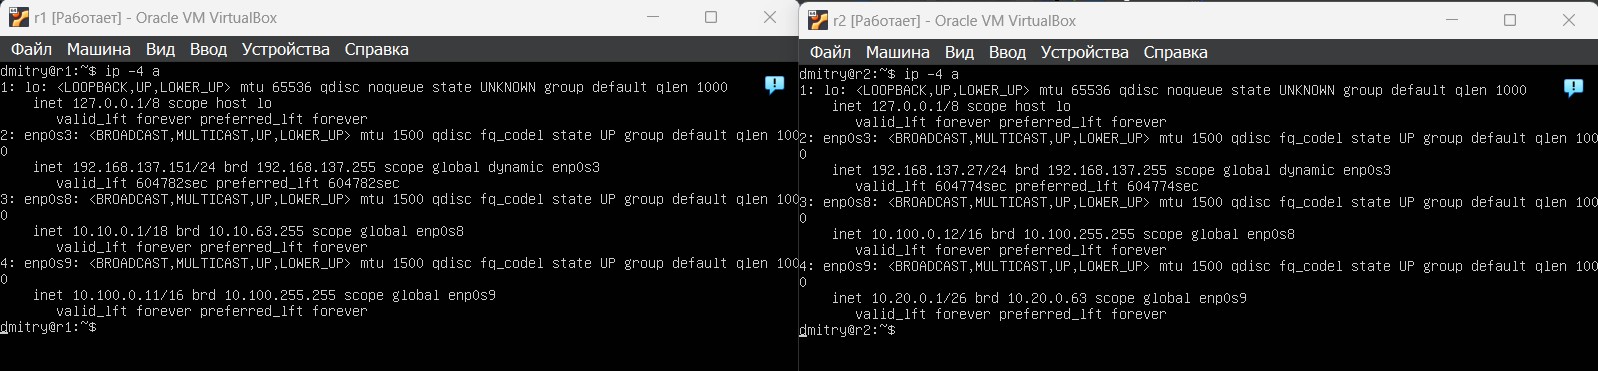 r1 [Работает] - Oracle VM VirtualBox
Файл Машина Вид Ввод Устройства Справка
dmitry@r1:~$ ip -4 a
1: lo: <LOOPBACK,UP,LOWER_UP> mtu 65536 qdisc noqueue state UNKNOWN group default qlen 1000
    inet 127.0.0.1/8 scope host lo
       valid_lft forever preferred_lft forever
2: enp0s3: <BROADCAST,MULTICAST,UP,LOWER_UP> mtu 1500 qdisc fq_codel state UP group default qlen 100
0
    inet 192.168.137.151/24 brd 192.168.137.255 scope global dynamic enp0s3
       valid_lft 604782sec preferred_lft 604782sec
3: enp0s8: <BROADCAST,MULTICAST,UP,LOWER_UP> mtu 1500 qdisc fq_codel state UP group default qlen 100
0
    inet 10.10.0.1/18 brd 10.10.63.255 scope global enp0s8
       valid_lft forever preferred_lft forever
4: enp0s9: <BROADCAST,MULTICAST,UP,LOWER_UP> mtu 1500 qdisc fq_codel state UP group default qlen 100
0
    inet 10.100.0.11/16 brd 10.100.255.255 scope global enp0s9
       valid_lft forever preferred_lft forever
dmitry@r1:~$
r2 [Работает] - Oracle VM VirtualBox
Файл Машина Вид Ввод Устройства Справка
dmitry@r2:~$ ip -4 a
1: lo: <LOOPBACK,UP,LOWER_UP> mtu 65536 qdisc noqueue state UNKNOWN group default qlen 1000
    inet 127.0.0.1/8 scope host lo
       valid_lft forever preferred_lft forever
2: enp0s3: <BROADCAST,MULTICAST,UP,LOWER_UP> mtu 1500 qdisc fq_codel state UP group default qlen 100
0
    inet 192.168.137.27/24 brd 192.168.137.255 scope global dynamic enp0s3
       valid_lft 604774sec preferred_lft 604774sec
3: enp0s8: <BROADCAST,MULTICAST,UP,LOWER_UP> mtu 1500 qdisc fq_codel state UP group default qlen 100
0
    inet 10.100.0.12/16 brd 10.100.255.255 scope global enp0s8
       valid_lft forever preferred_lft forever
4: enp0s9: <BROADCAST,MULTICAST,UP,LOWER_UP> mtu 1500 qdisc fq_codel state UP group default qlen 100
0
    inet 10.20.0.1/26 brd 10.20.0.63 scope global enp0s9
       valid_lft forever preferred_lft forever
dmitry@r2:~$